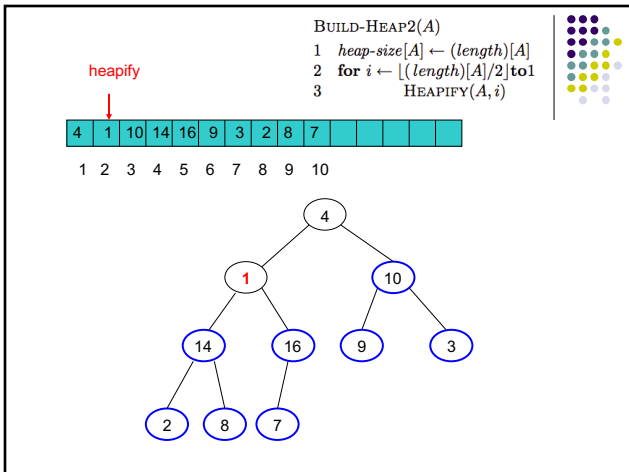 BUILD-HEAP2(A)
1 heap-size[A] ← (length)[A]
2 for i ← ⌊(length)[A]/2⌋to1
3 HEAPIFY(A, i)
heapify
4 1 10 14 16 9 3 2 8 7
1 2 3 4 5 6 7 8 9 10
4
1 10
14 16 9 3
2 8 7